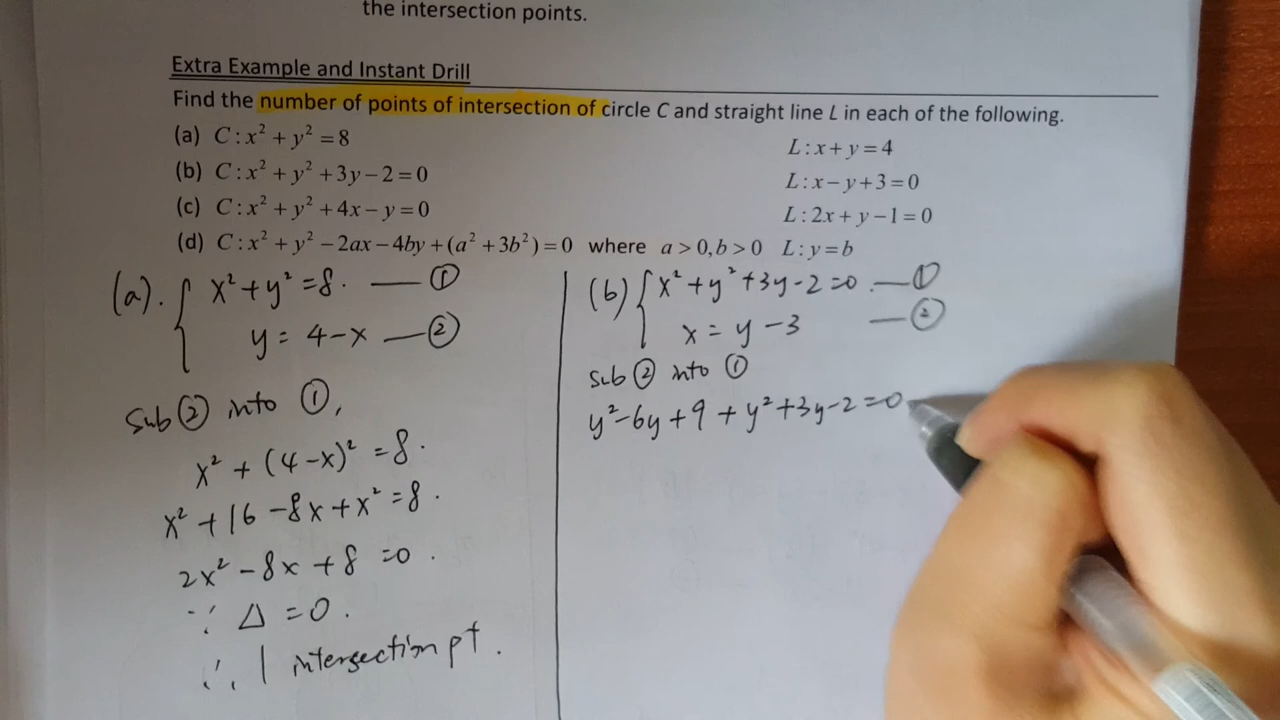 the intersection points.
Extra Example and Instant Drill
Find the number of points of intersection of circle C and straight line L in each of the following.
(a) C:x²+y²=8 L:x+y=4
(b) C:x²+y²+3y−2=0 L:x−y+3=0
(c) C:x²+y²+4x−y=0 L:2x+y−1=0
(d) C:x²+y²−2ax−4by+(a²+3b²)=0 where a>0,b>0 L:y=b
(a). { x²+y²=8. —①
y = 4−x —②
Sub ② into ①,
x² + (4−x)² = 8.
x² + 16 −8x + x² = 8.
2x² − 8x + 8 = 0.
∵ Δ = 0.
∴ 1 intersection pt.
(b) { x²+y²+3y−2=0. —①
x = y −3 —②
Sub ② into ①
y²−6y+9+y²+3y−2=0